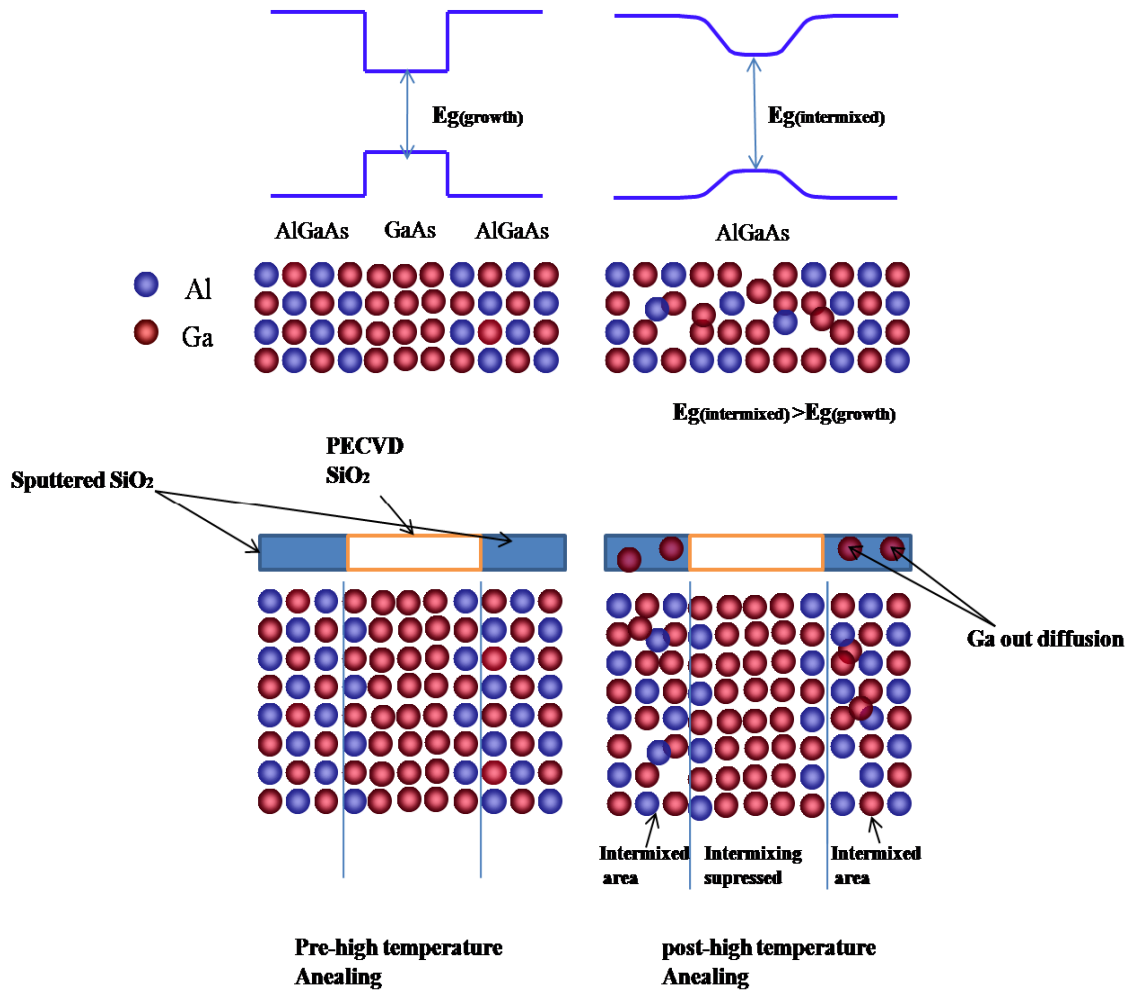 Eg(growth)
Eg(intermixed)
AlGaAs GaAs AlGaAs
AlGaAs
Al
Ga
Eg(intermixed)>Eg(growth)
PECVD
SiO2
Sputtered SiO2
Ga out diffusion
Intermixed
area
Intermixing
supressed
Intermixed
area
Pre-high temperature
Anealing
post-high temperature
Anealing